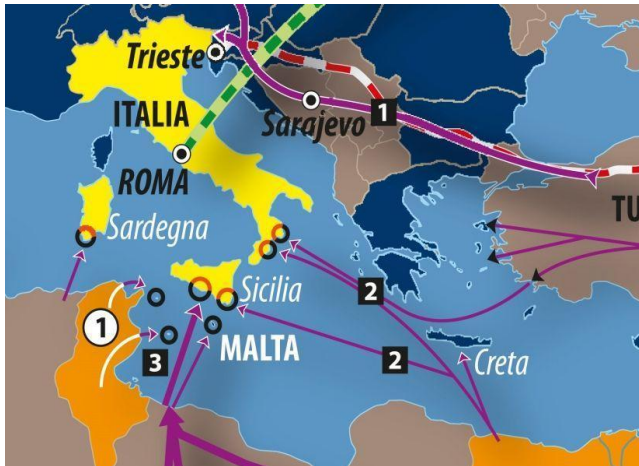 Trieste
ITALIA
Sarajevo
1
ROMA
TU
Sardegna
Sicilia
2
1
3
MALTA
2
Creta